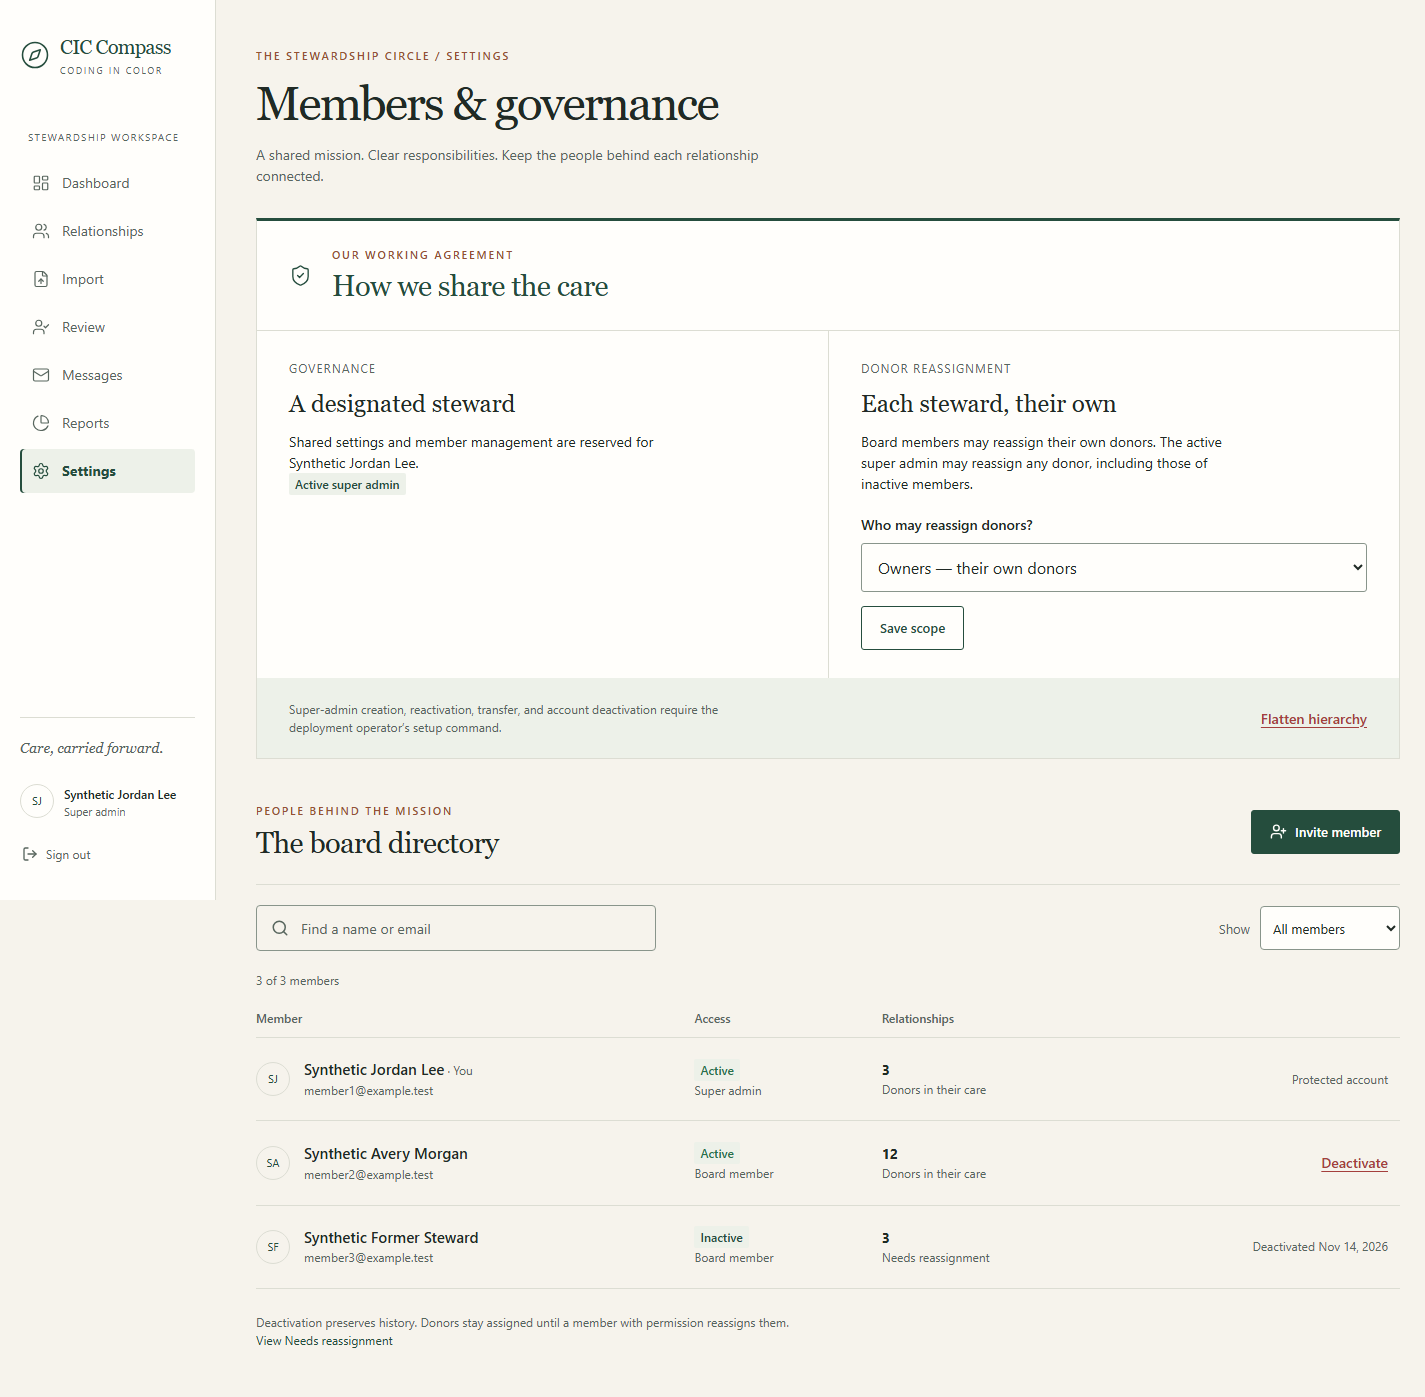 CIC Compass
CODING IN COLOR
STEWARDSHIP WORKSPACE
Dashboard
Relationships
Import
Review
Messages
Reports
Settings
Care, carried forward.
SJ
Synthetic Jordan Lee
Super admin
Sign out
THE STEWARDSHIP CIRCLE / SETTINGS
Members & governance
A shared mission. Clear responsibilities. Keep the people behind each relationship
connected.
OUR WORKING AGREEMENT
How we share the care
GOVERNANCE
A designated steward
Shared settings and member management are reserved for
Synthetic Jordan Lee.
Active super admin
DONOR REASSIGNMENT
Each steward, their own
Board members may reassign their own donors. The active
super admin may reassign any donor, including those of
inactive members.
Who may reassign donors?
Owners — their own donors
Save scope
Super-admin creation, reactivation, transfer, and account deactivation require the
deployment operator's setup command.
Flatten hierarchy
PEOPLE BEHIND THE MISSION
The board directory
Invite member
Find a name or email
Show
All members
3 of 3 members
Member Access Relationships
SJ
Synthetic Jordan Lee · You
member1@example.test
Active
Super admin
3
Donors in their care
Protected account
SA
Synthetic Avery Morgan
member2@example.test
Active
Board member
12
Donors in their care
Deactivate
SF
Synthetic Former Steward
member3@example.test
Inactive
Board member
3
Needs reassignment
Deactivated Nov 14, 2026
Deactivation preserves history. Donors stay assigned until a member with permission reassigns them.
View Needs reassignment